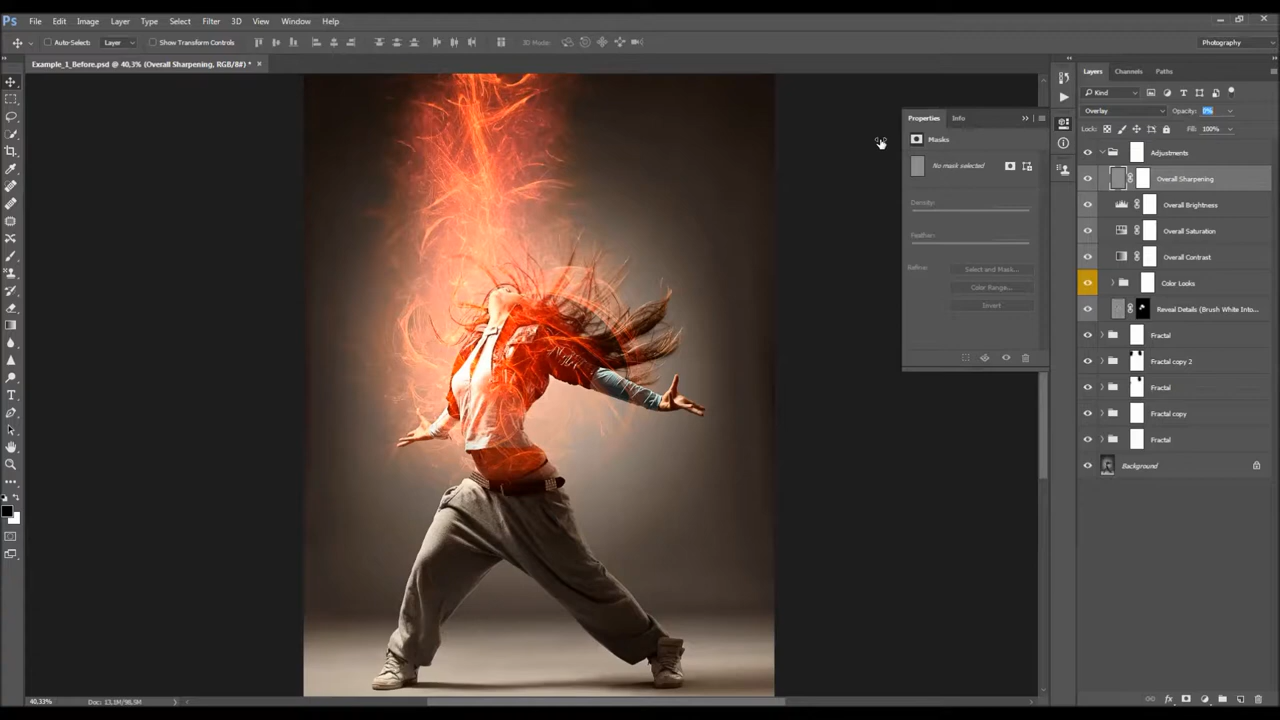 Ps File Edit Image Layer Type Select Filter 3D View Window Help
Auto-Select: Layer Show Transform Controls 3D Mode: Photography
Example_1_Before.psd @ 40,3% (Overall Sharpening, RGB/8#) *
Layers Channels Paths
Kind
Overlay Opacity: 0%
Lock: Fill: 100%
Properties Info
Masks
No mask selected
Density:
Feather:
Refine: Select and Mask...
Color Range...
Invert
Adjustments
Overall Sharpening
Overall Brightness
Overall Saturation
Overall Contrast
Color Looks
Reveal Details (Brush White Into...
Fractal
Fractal copy 2
Fractal
Fractal copy
Fractal
Background
40,33% Doc: 13,1M/96,9M